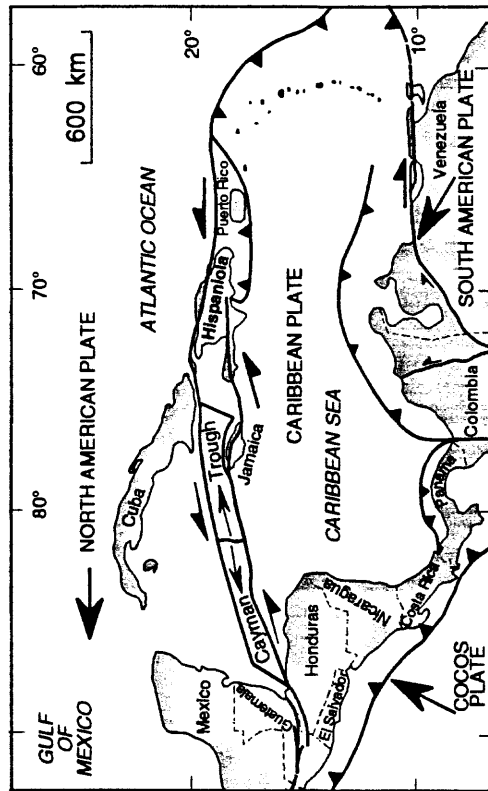 60°
70°
80°
20°
10°
600 km
ATLANTIC OCEAN
NORTH AMERICAN PLATE
GULF
OF
MEXICO
Cuba
Mexico
Guatemala
Cayman
Trough
Jamaica
Hispaniola
Puerto Rico
CARIBBEAN PLATE
CARIBBEAN SEA
Honduras
El Salvador
Nicaragua
Costa Rica
Panama
COCOS
PLATE
Colombia
Venezuela
SOUTH AMERICAN PLATE